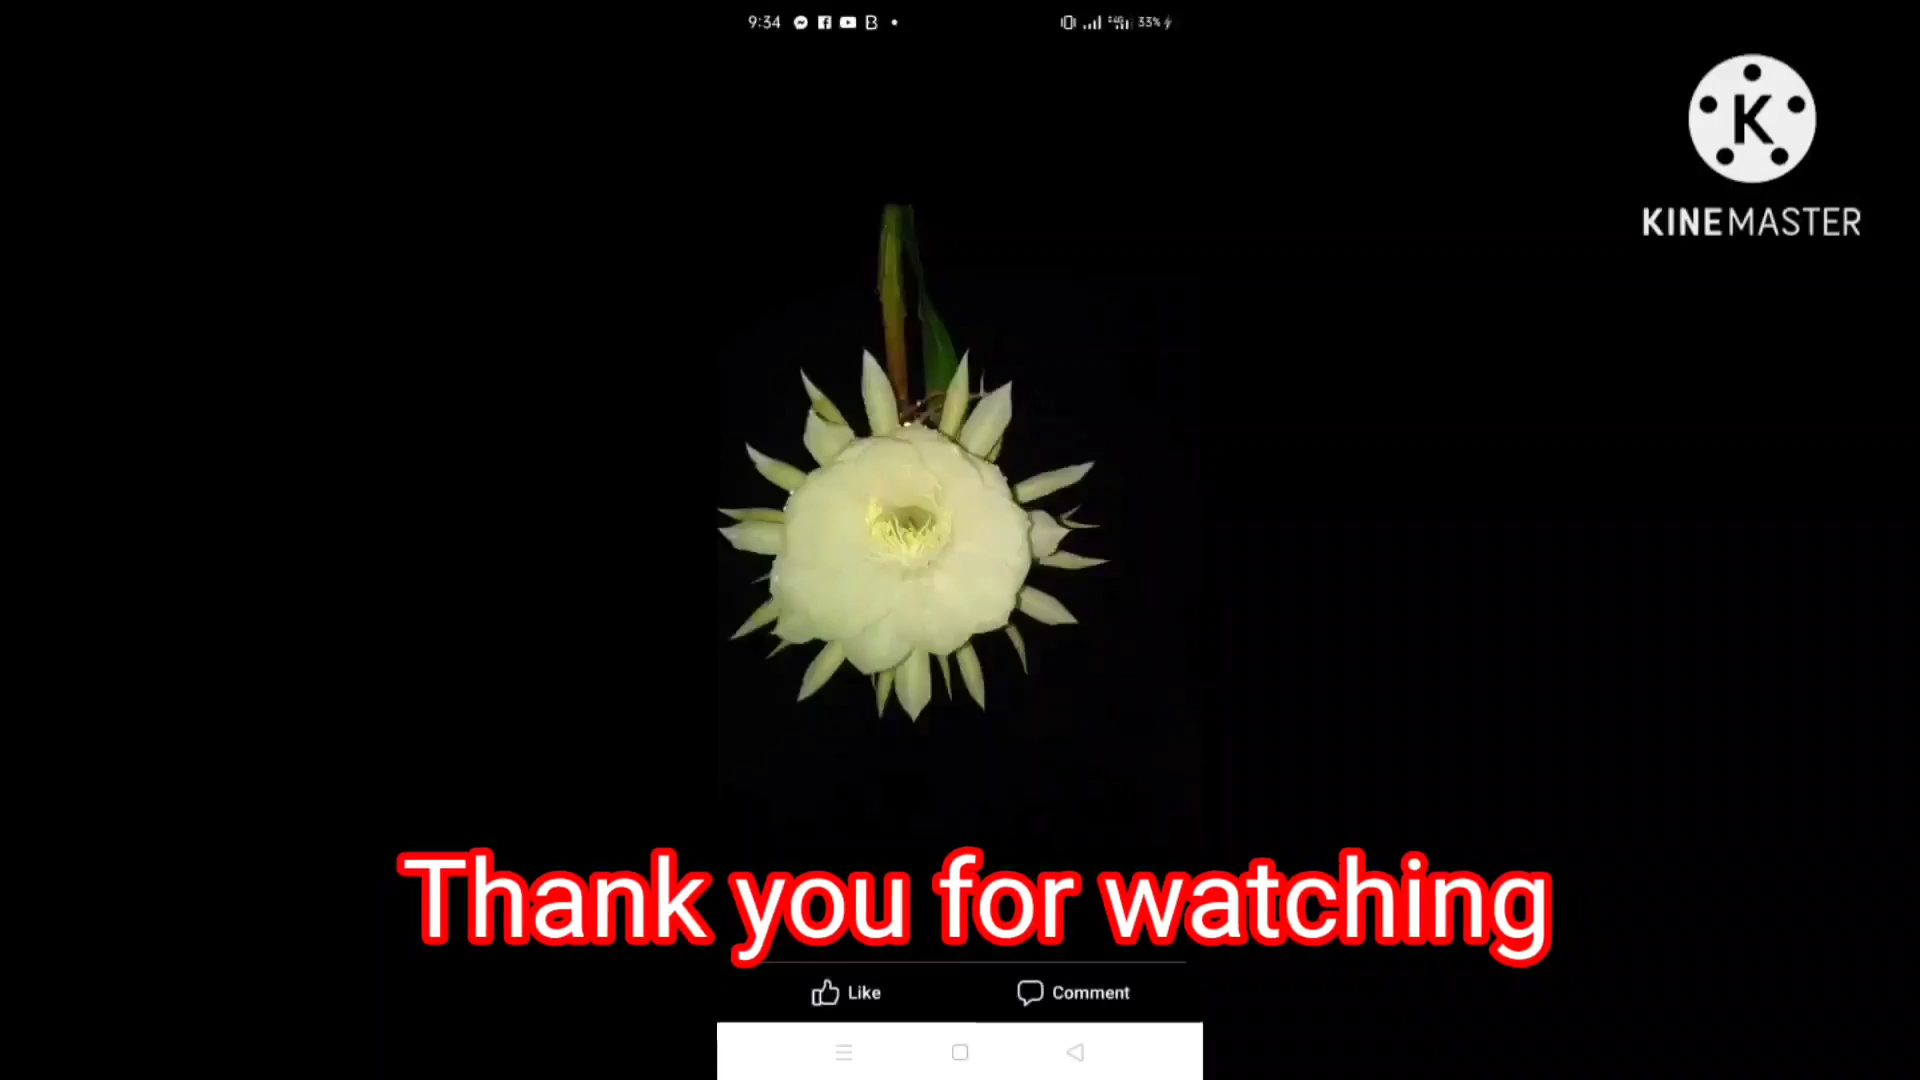 9:34
33%
K
KINEMASTER
Thank you for watching
Like
Comment